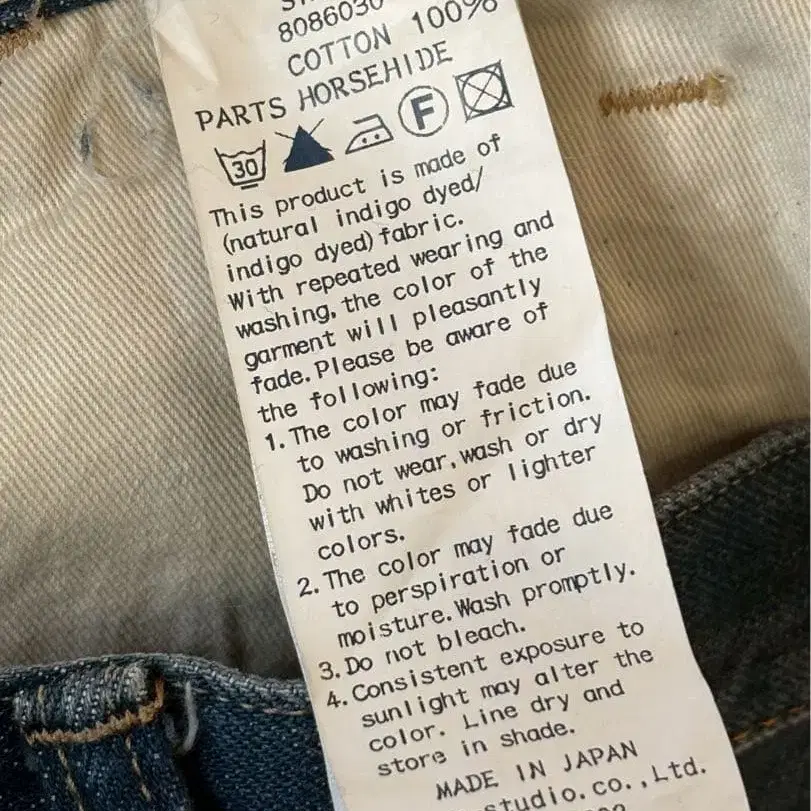 8086030
COTTON 100%
PARTS HORSEHIDE
30 F
This product is made of
(natural indigo dyed/
indigo dyed) fabric.
With repeated wearing and
washing, the color of the
garment will pleasantly
fade. Please be aware of
the following:
1. The color may fade due
to washing or friction.
Do not wear, wash or dry
with whites or lighter
colors.
2. The color may fade due
to perspiration or
moisture. Wash promptly.
3. Do not bleach.
4. Consistent exposure to
sunlight may alter the
color. Line dry and
store in shade.
MADE IN JAPAN
studio.co.,Ltd.